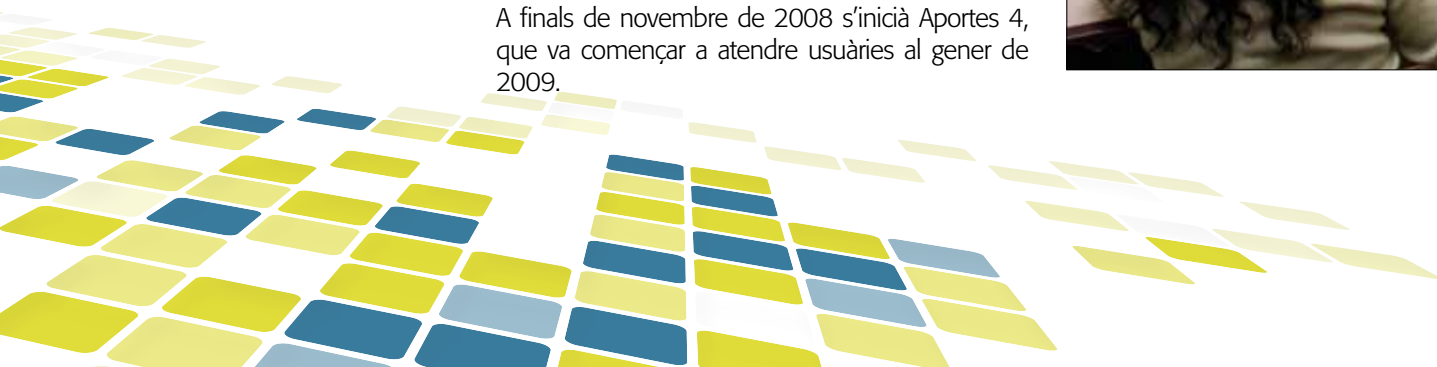 A finals de novembre de 2008 s’inicià Aportes 4,
que va començar a atendre usuàries al gener de
2009.